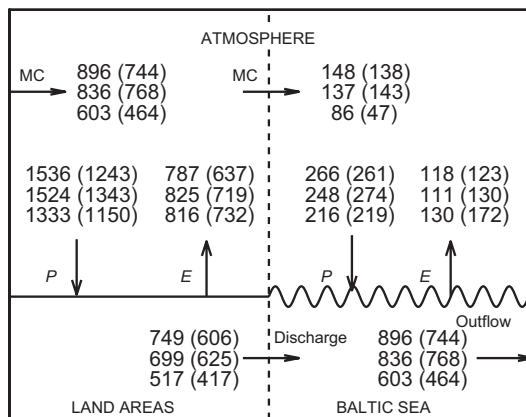 ATMOSPHERE
MC
896 (744)
836 (768)
603 (464)
MC
148 (138)
137 (143)
86 (47)
1536 (1243)
1524 (1343)
1333 (1150)
787 (637)
825 (719)
816 (732)
266 (261)
248 (274)
216 (219)
118 (123)
111 (130)
130 (172)
P
E
P
E
749 (606)
699 (625)
517 (417)
Discharge
896 (744)
836 (768)
603 (464)
Outflow
LAND AREAS
BALTIC SEA